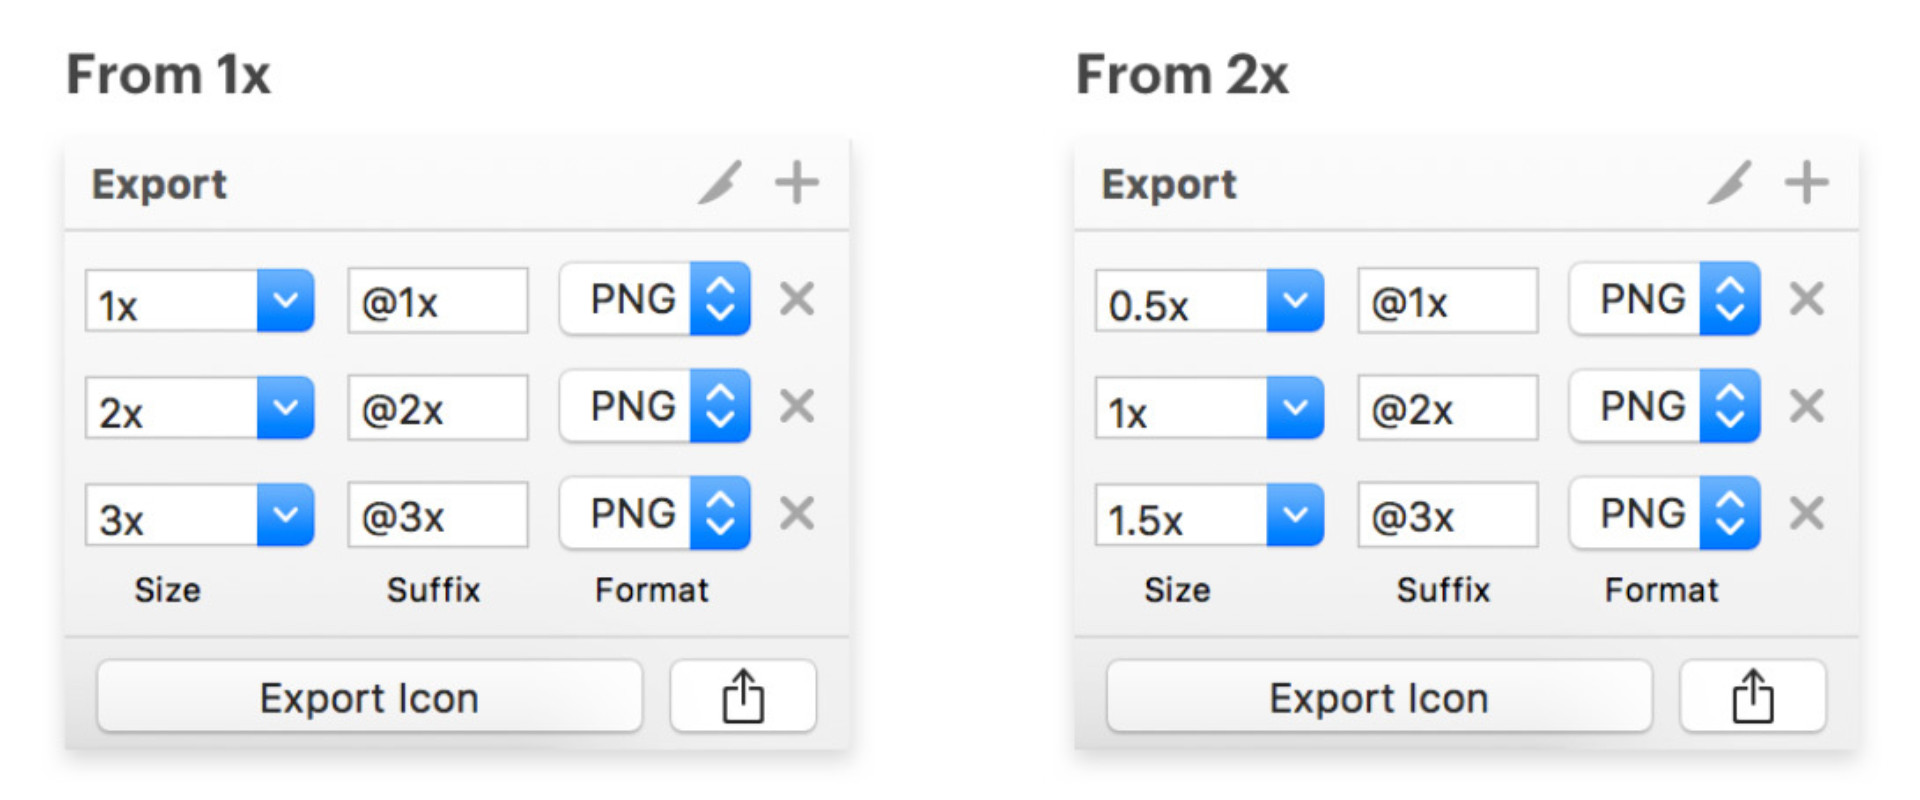 From 1x
Export
1x @1x PNG
2x @2x PNG
3x @3x PNG
Size Suffix Format
Export Icon
From 2x
Export
0.5x @1x PNG
1x @2x PNG
1.5x @3x PNG
Size Suffix Format
Export Icon